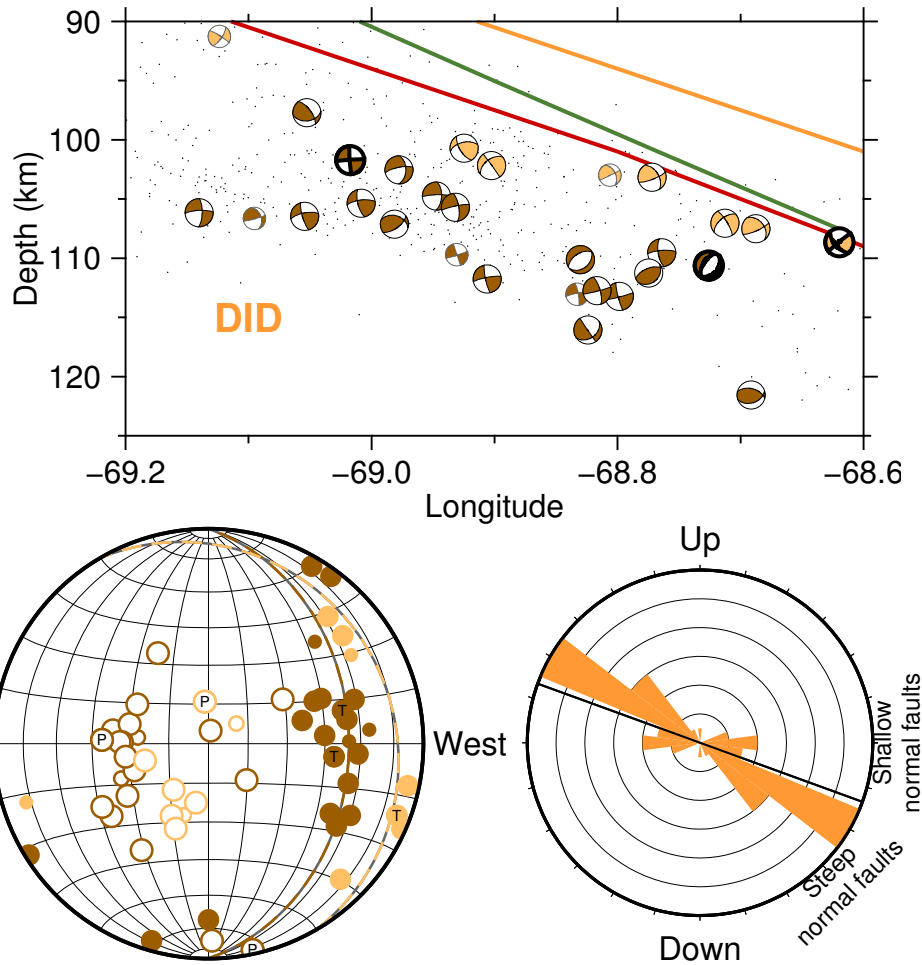 90
100
110
120
Depth (km)
DID
−69.2
−69.0
−68.8
−68.6
Longitude
Up
P
T
P
West
T
T
P
Shallow
normal faults
Steep
normal faults
Down